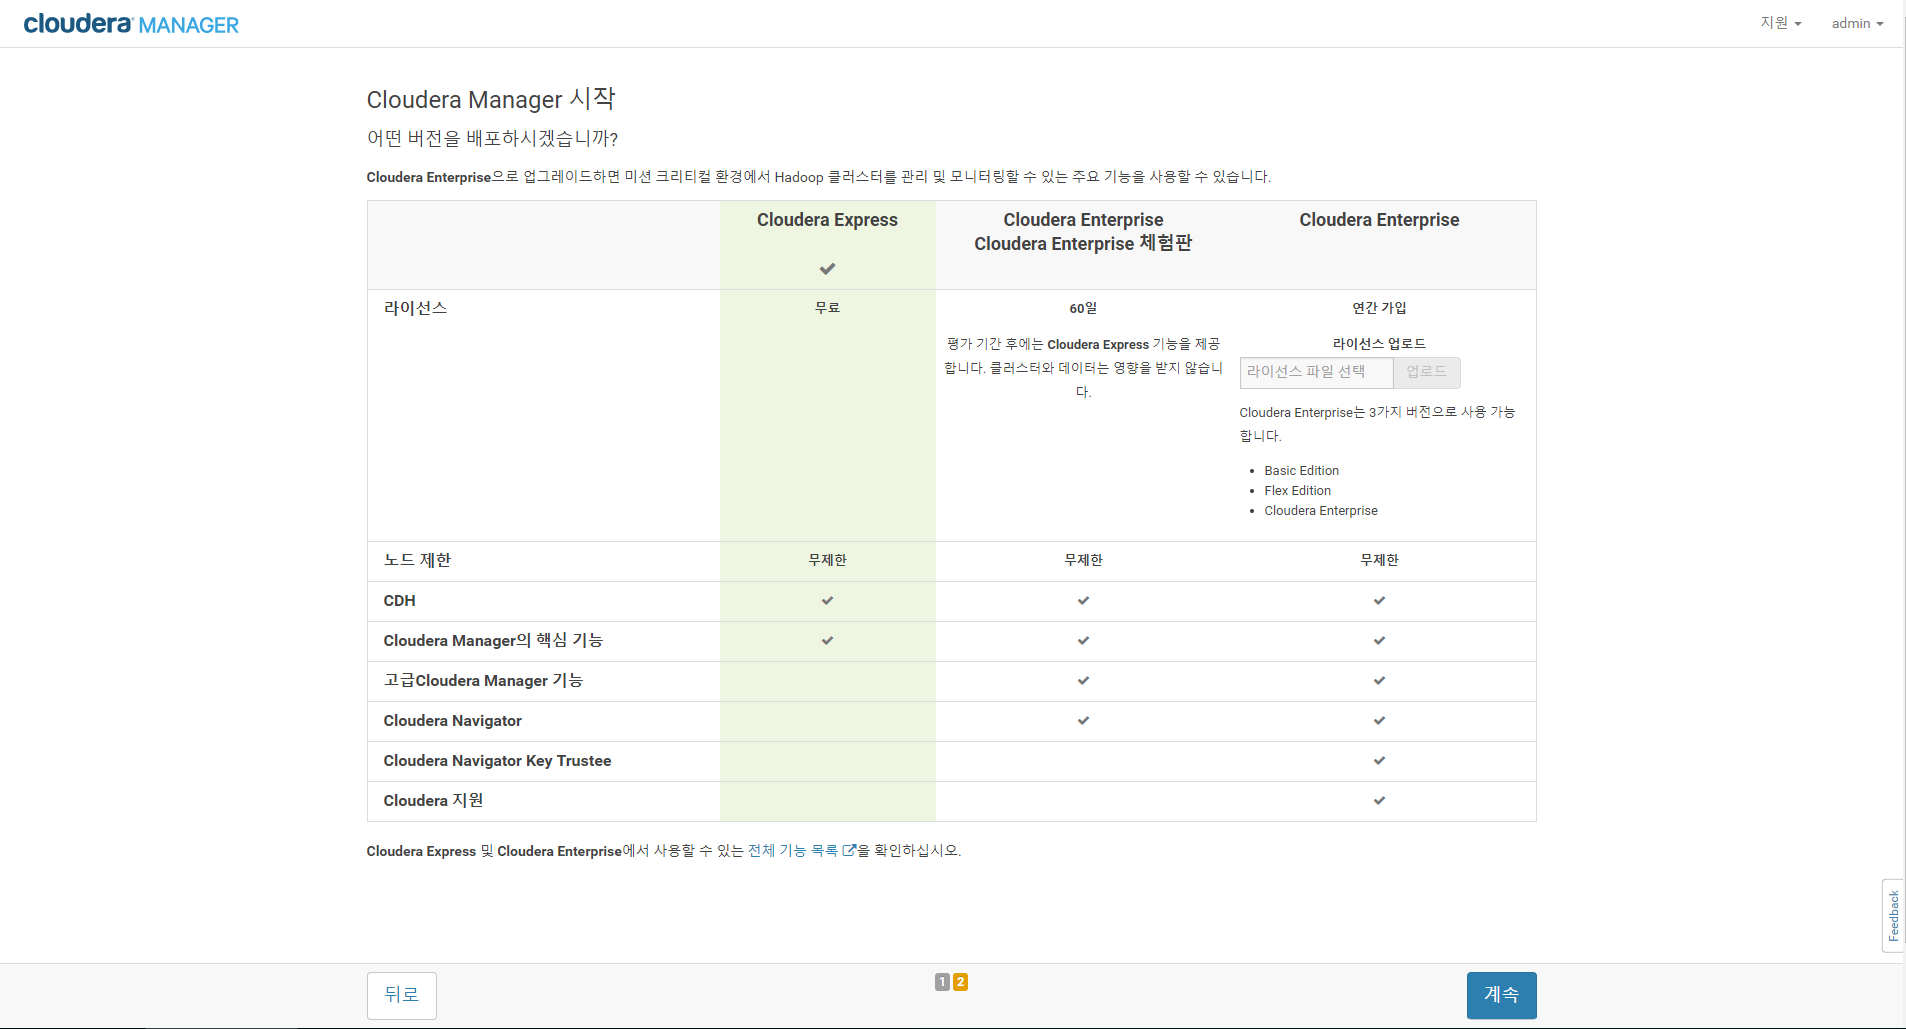 cloudera MANAGER
지원
admin
Cloudera Manager 시작
어떤 버전을 배포하시겠습니까?
Cloudera Enterprise으로 업그레이드하면 미션 크리티컬 환경에서 Hadoop 클러스터를 관리 및 모니터링할 수 있는 주요 기능을 사용할 수 있습니다.
Cloudera Express
Cloudera Enterprise
Cloudera Enterprise 체험판
Cloudera Enterprise
라이선스
무료
60일
평가 기간 후에는 Cloudera Express 기능을 제공
합니다. 클러스터와 데이터는 영향을 받지 않습니
다.
연간 가입
라이선스 업로드
라이선스 파일 선택
업로드
Cloudera Enterprise는 3가지 버전으로 사용 가능
합니다.
Basic Edition
Flex Edition
Cloudera Enterprise
노드 제한
무제한
무제한
무제한
CDH
Cloudera Manager의 핵심 기능
고급Cloudera Manager 기능
Cloudera Navigator
Cloudera Navigator Key Trustee
Cloudera 지원
Cloudera Express 및 Cloudera Enterprise에서 사용할 수 있는 전체 기능 목록 을 확인하십시오.
Feedback
뒤로
1 2
계속